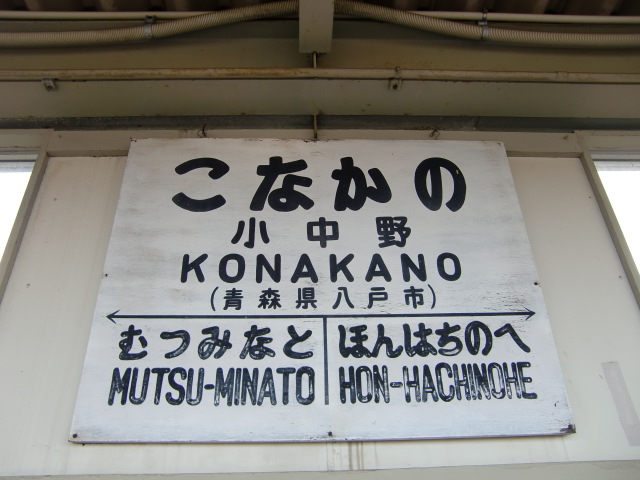 こなかの
小中野
KONAKANO
(青森県八戸市)
むつみなと ほんはちのへ
MUTSU-MINATO HON-HACHINOHE